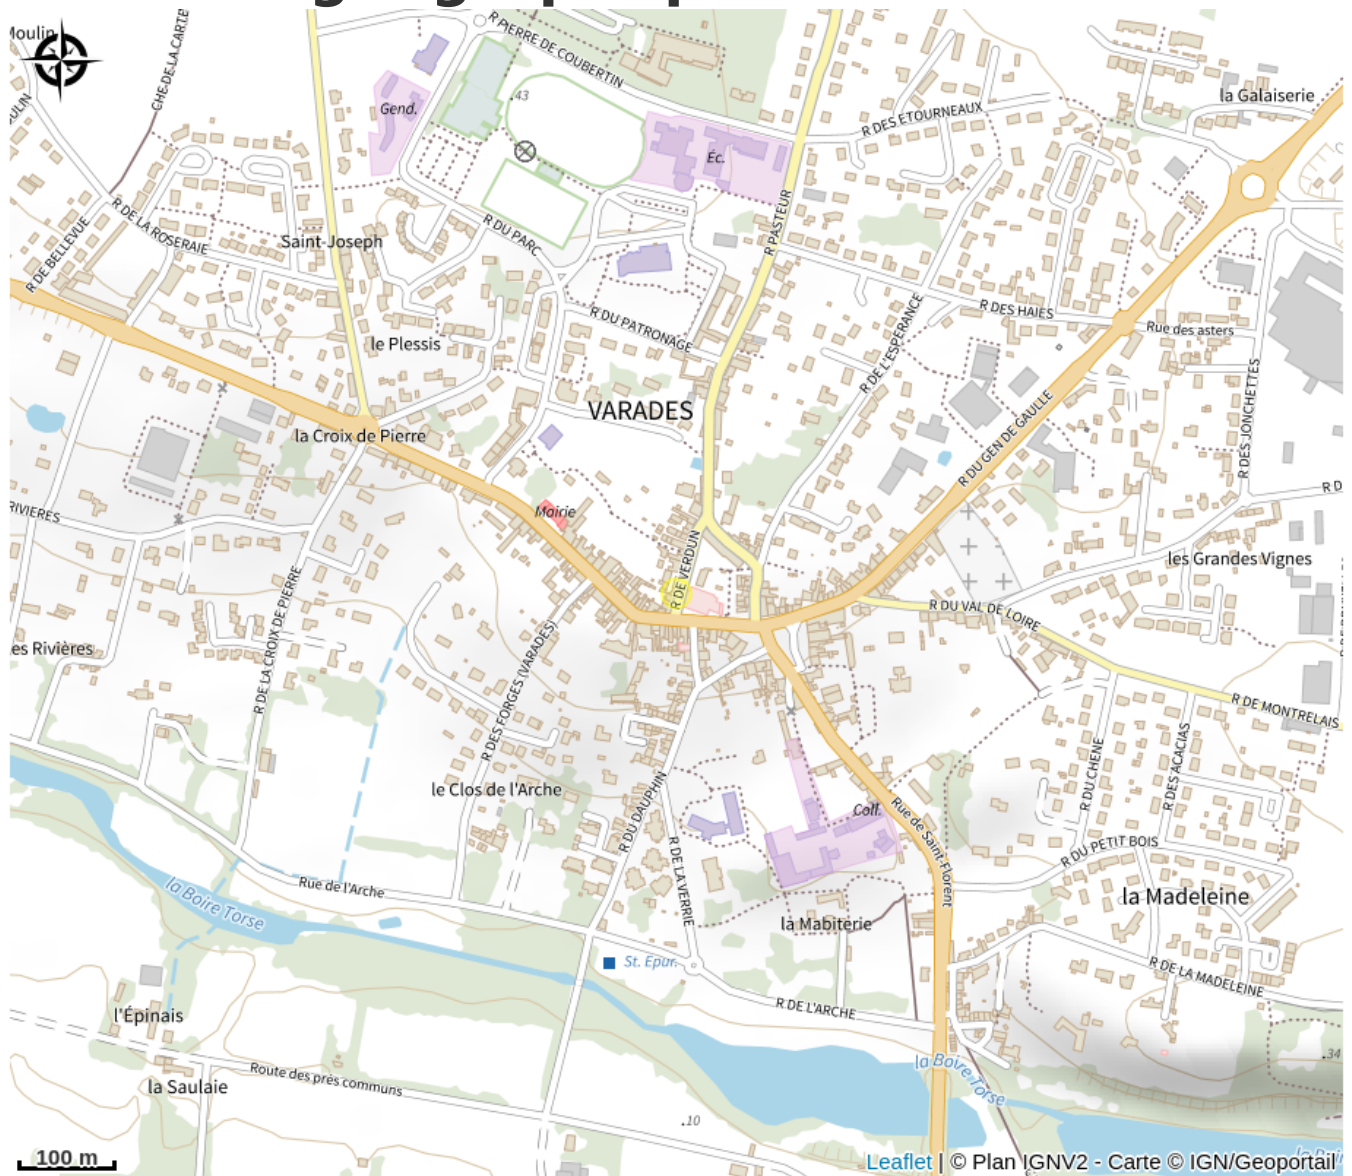 Moulin
CHE-DE-LA-CARTE
R PIERRE DE COUBERTIN
Gend.
.43
Éc.
R DES ETOURNEAUX
la Galaiserie
R DE LA ROSERAIE
R DE BELLEVUE
Saint-Joseph
R DU PARC
R PASTEUR
R DU PATRONAGE
R DES HAIES
Rue des asters
le Plessis
R DE L'ESPERANCE
VARADES
R DU GEN DE GAULLE
R DES JONCHETTES
la Croix de Pierre
Mairie
RIVIERES
R D
R DE VERDUN
les Grandes Vignes
R DE LA CROIX DE PIERRE
R DU VAL DE LOIRE
es Rivières
R DES FORGES (VARADES)
R DE MONTRELAIS
le Clos de l'Arche
R DU DAUPHIN
R DE LA VERRIE
Coll.
Rue de Saint-Florent
R DU CHENE
R DES ACACIAS
R DU PETIT BOIS
la Madeleine
Rue de l'Arche
la Boire Torse
la Mabiterie
St. Epur.
R DE LA MADELEINE
R DE L'ARCHE
l'Épinais
la Saulaie
Route des prés communs
la Boire Torse
.34
.10
100 m
Leaflet | © Plan IGNV2 - Carte © IGN/Geoportail